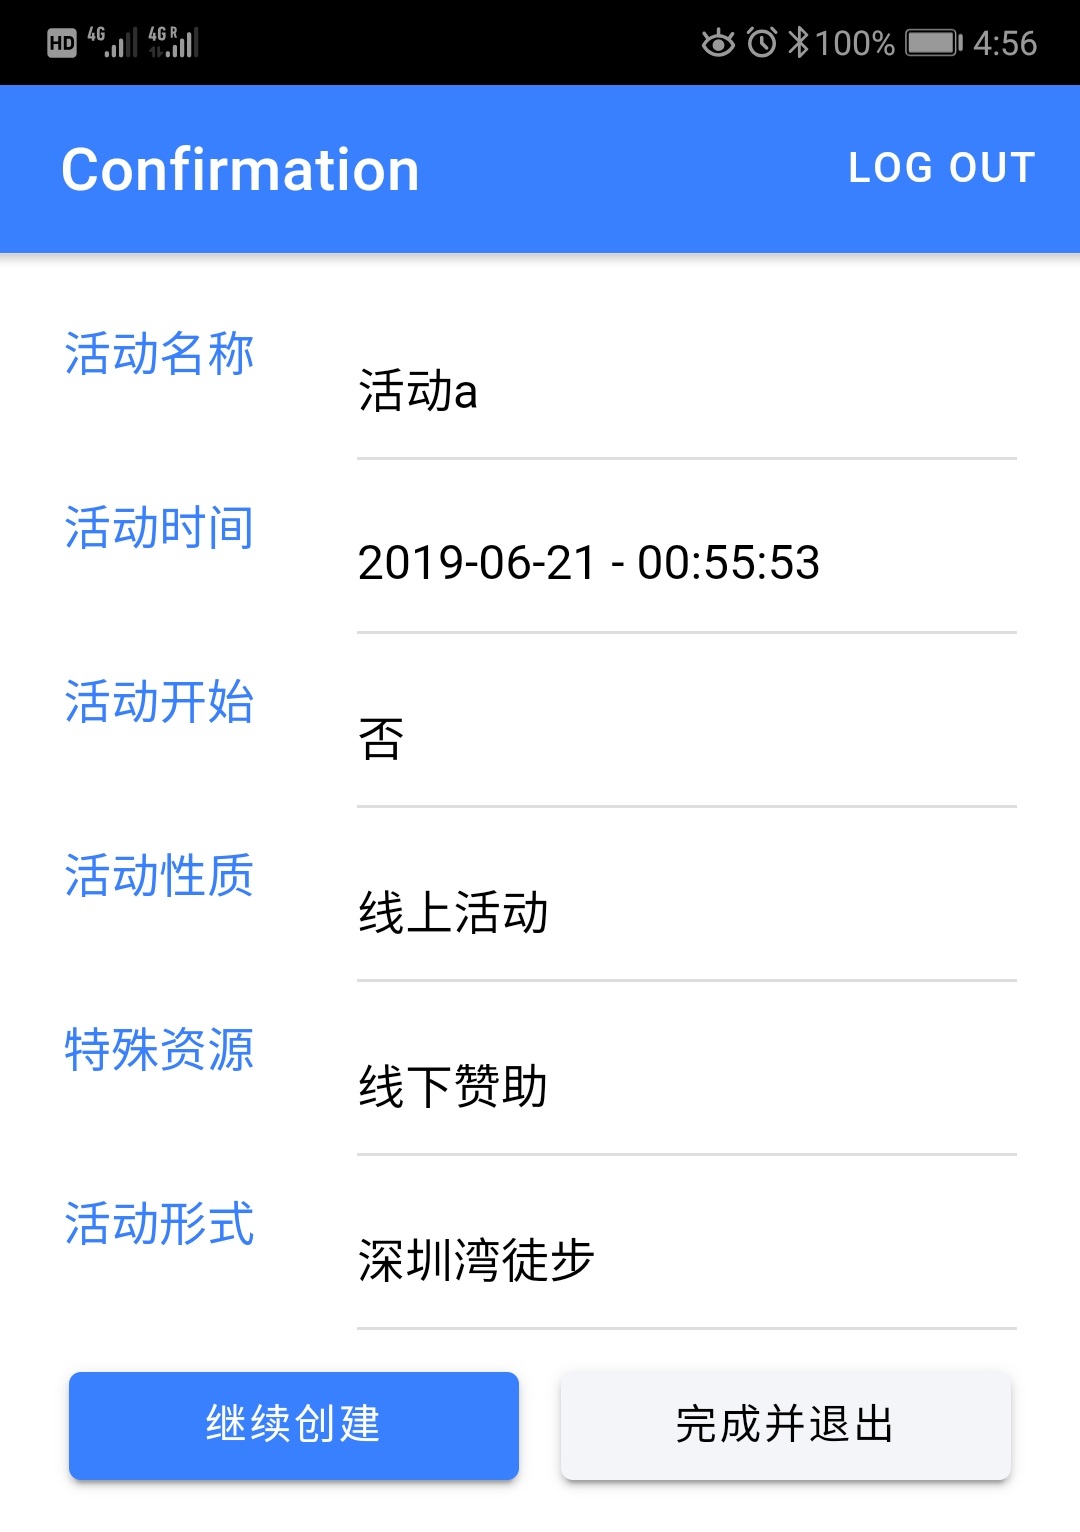 HD 4G 4G R 100% 4:56
Confirmation LOG OUT
活动名称
活动a
活动时间
2019-06-21 - 00:55:53
活动开始
否
活动性质
线上活动
特殊资源
线下赞助
活动形式
深圳湾徒步
继续创建 完成并退出